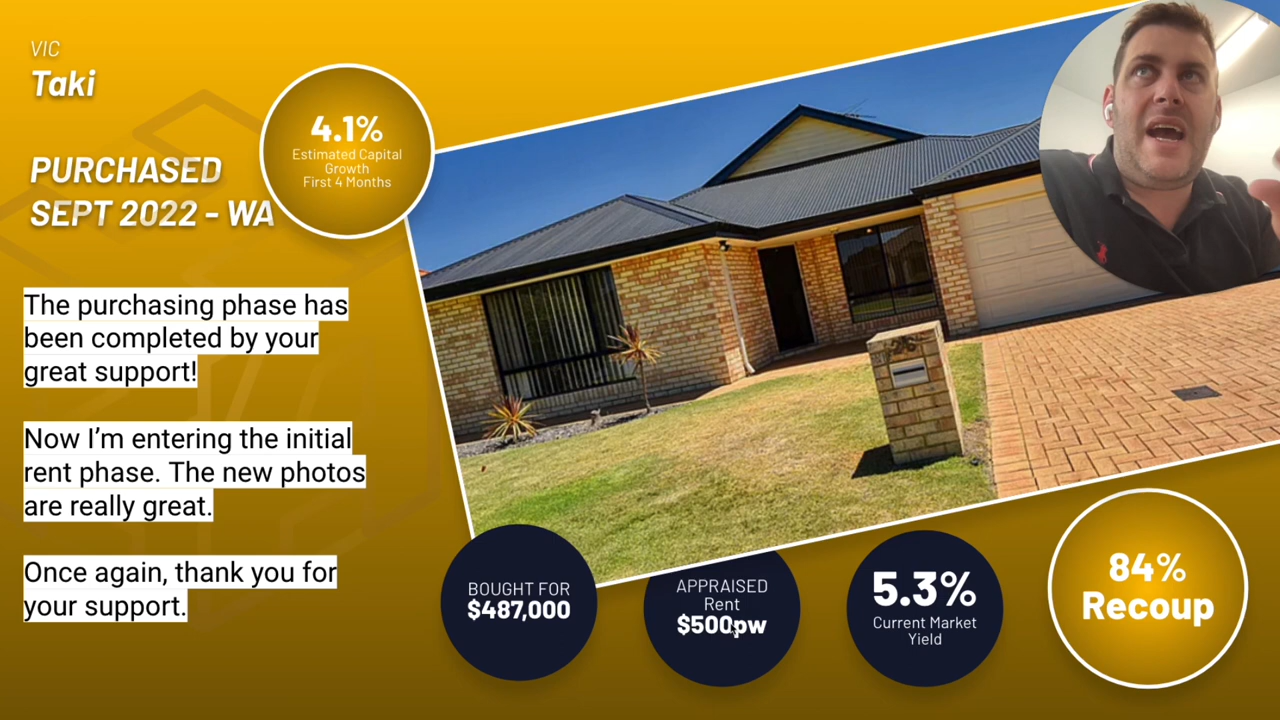 VIC
Taki
PURCHASED
SEPT 2022 - WA
4.1%
Estimated Capital
Growth
First 4 Months
The purchasing phase has
been completed by your
great support!
Now I’m entering the initial
rent phase. The new photos
are really great.
Once again, thank you for
your support.
BOUGHT FOR
$487,000
APPRAISED
Rent
$500pw
5.3%
Current Market
Yield
84%
Recoup